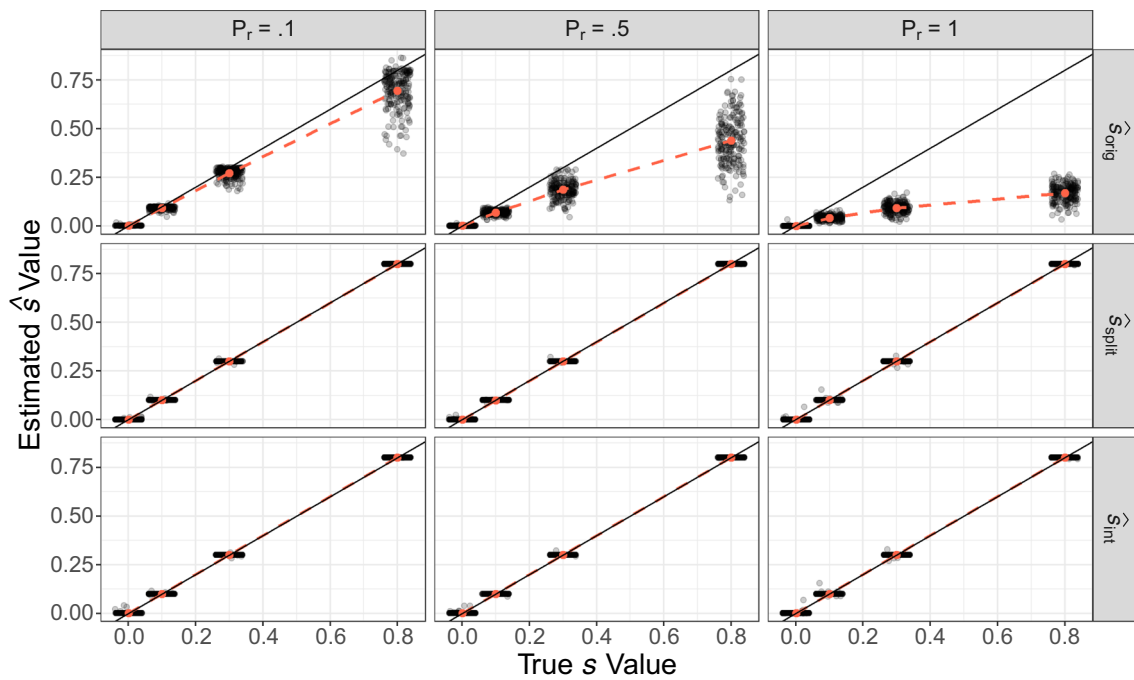 P_r = .1 P_r = .5 P_r = 1
Estimated ŝ Value
0.75
0.50
0.25
0.00
ŝ_orig
0.75
0.50
0.25
0.00
ŝ_split
0.75
0.50
0.25
0.00
ŝ_int
0.0 0.2 0.4 0.6 0.8 0.0 0.2 0.4 0.6 0.8 0.0 0.2 0.4 0.6 0.8
True s Value